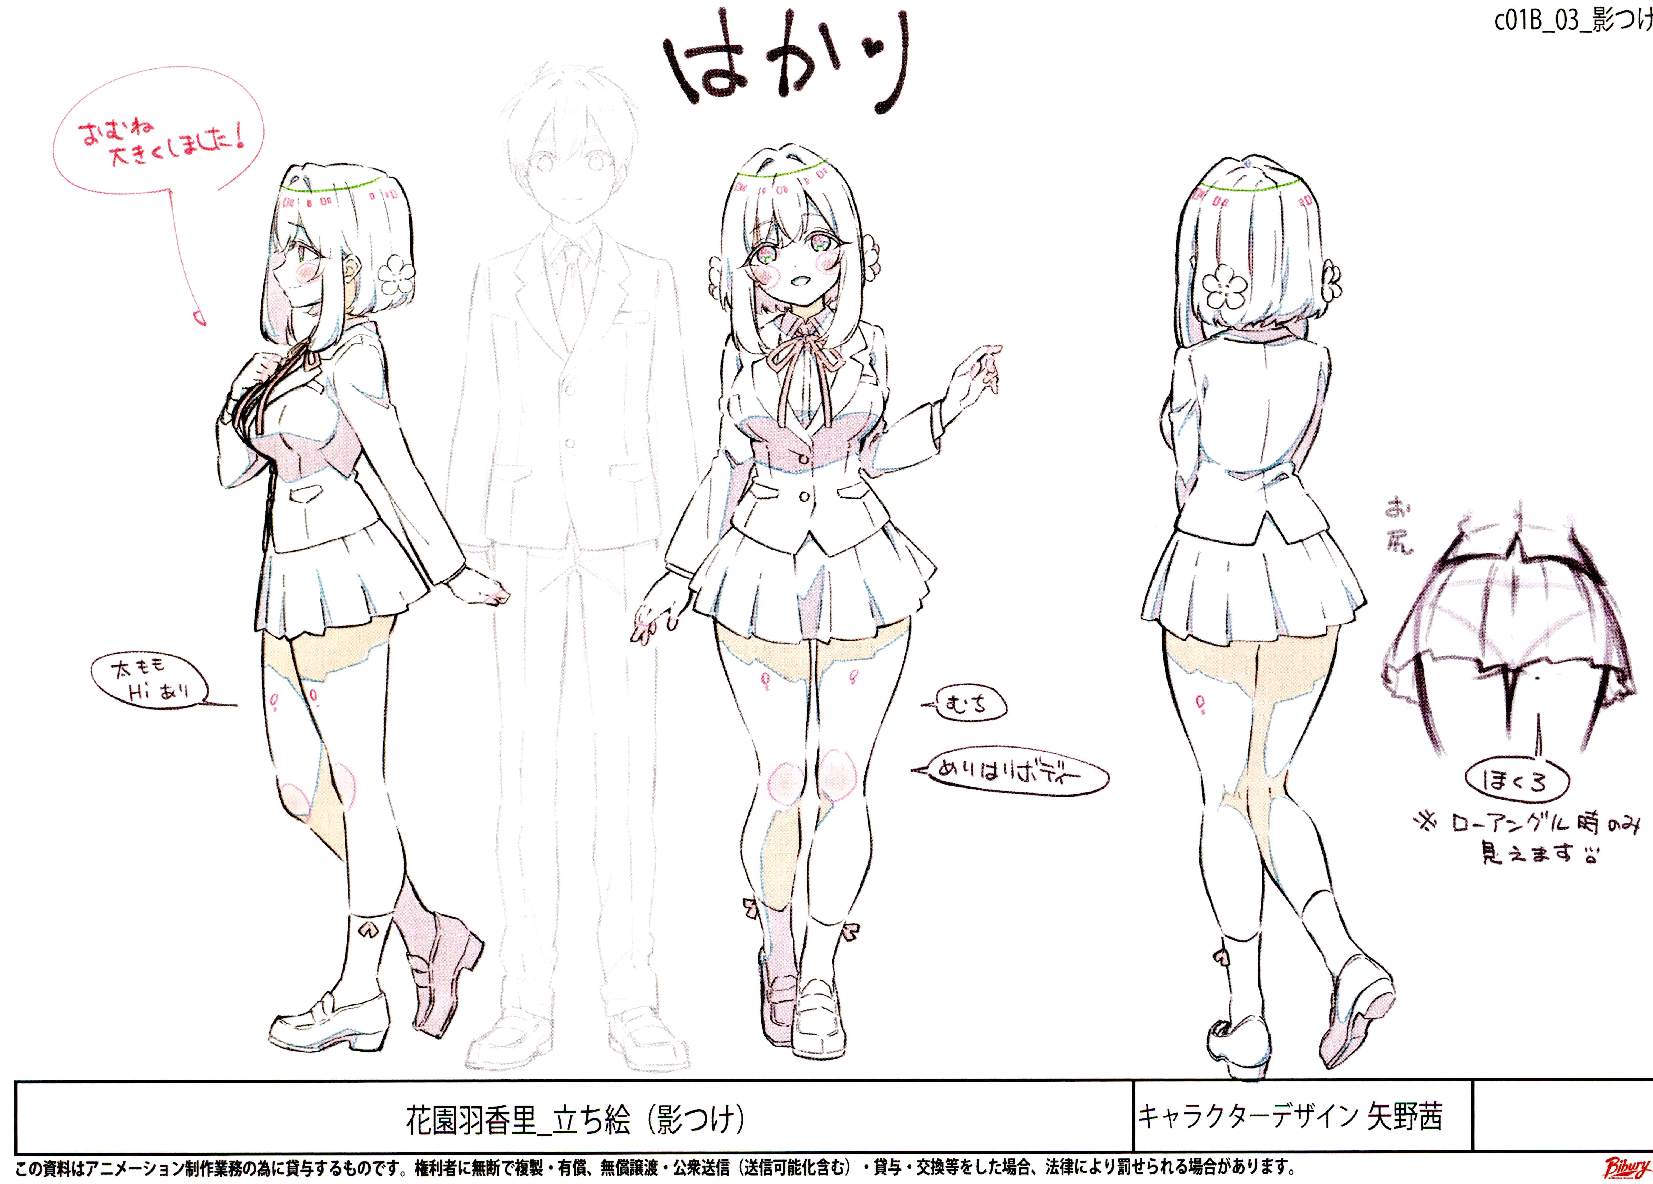 c01B_03_影つけ
はかり
おむね
大きくしました!
お
尻
太もも
Hiあり
むち
めりはりボディー
ほくろ
※ローアングル時のみ
見えます
花園羽香里_立ち絵（影つけ）
キャラクターデザイン 矢野茜
この資料はアニメーション制作業務の為に貸与するものです。権利者に無断で複製・有償、無償譲渡・公衆送信（送信可能化含む）・貸与・交換等をした場合、法律により罰せられる場合があります。
Bibury